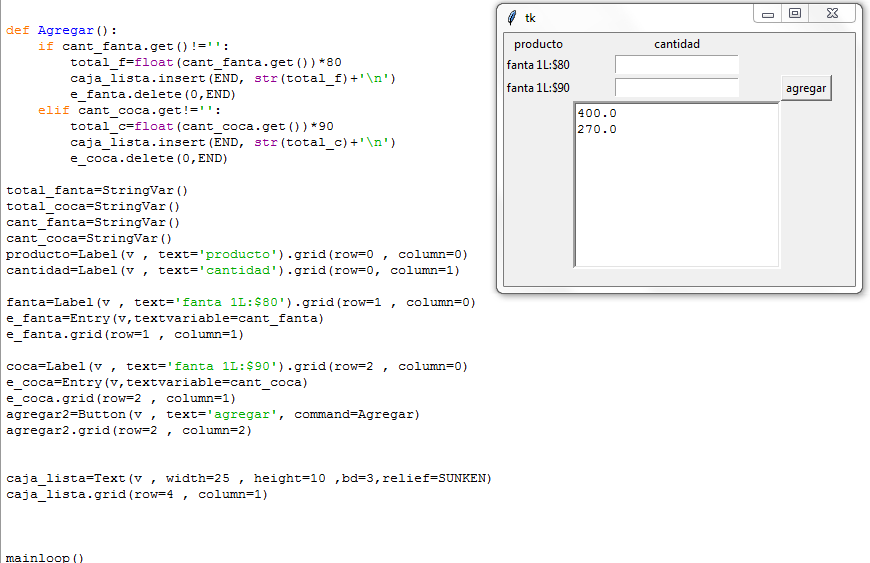 def Agregar():
    if cant_fanta.get()!='':
        total_f=float(cant_fanta.get())*80
        caja_lista.insert(END, str(total_f)+'\n')
        e_fanta.delete(0,END)
    elif cant_coca.get!='':
        total_c=float(cant_coca.get())*90
        caja_lista.insert(END, str(total_c)+'\n')
        e_coca.delete(0,END)
total_fanta=StringVar()
total_coca=StringVar()
cant_fanta=StringVar()
cant_coca=StringVar()
producto=Label(v , text='producto').grid(row=0 , column=0)
cantidad=Label(v , text='cantidad').grid(row=0, column=1)
fanta=Label(v , text='fanta 1L:$80').grid(row=1 , column=0)
e_fanta=Entry(v,textvariable=cant_fanta)
e_fanta.grid(row=1 , column=1)
coca=Label(v , text='fanta 1L:$90').grid(row=2 , column=0)
e_coca=Entry(v,textvariable=cant_coca)
e_coca.grid(row=2 , column=1)
agregar2=Button(v , text='agregar', command=Agregar)
agregar2.grid(row=2 , column=2)
caja_lista=Text(v , width=25 , height=10 ,bd=3,relief=SUNKEN)
caja_lista.grid(row=4 , column=1)
mainloop()
tk
producto cantidad
fanta 1L:$80
fanta 1L:$90 agregar
400.0
270.0